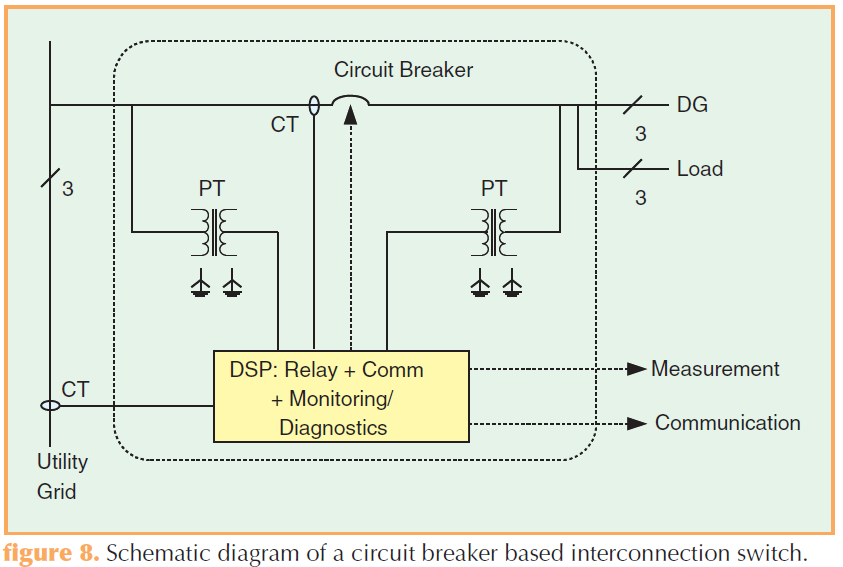 Circuit Breaker
DG
CT
3
Load
3
PT
PT
3
DSP: Relay + Comm
+ Monitoring/
Diagnostics
Measurement
CT
Communication
Utility
Grid
figure 8. Schematic diagram of a circuit breaker based interconnection switch.